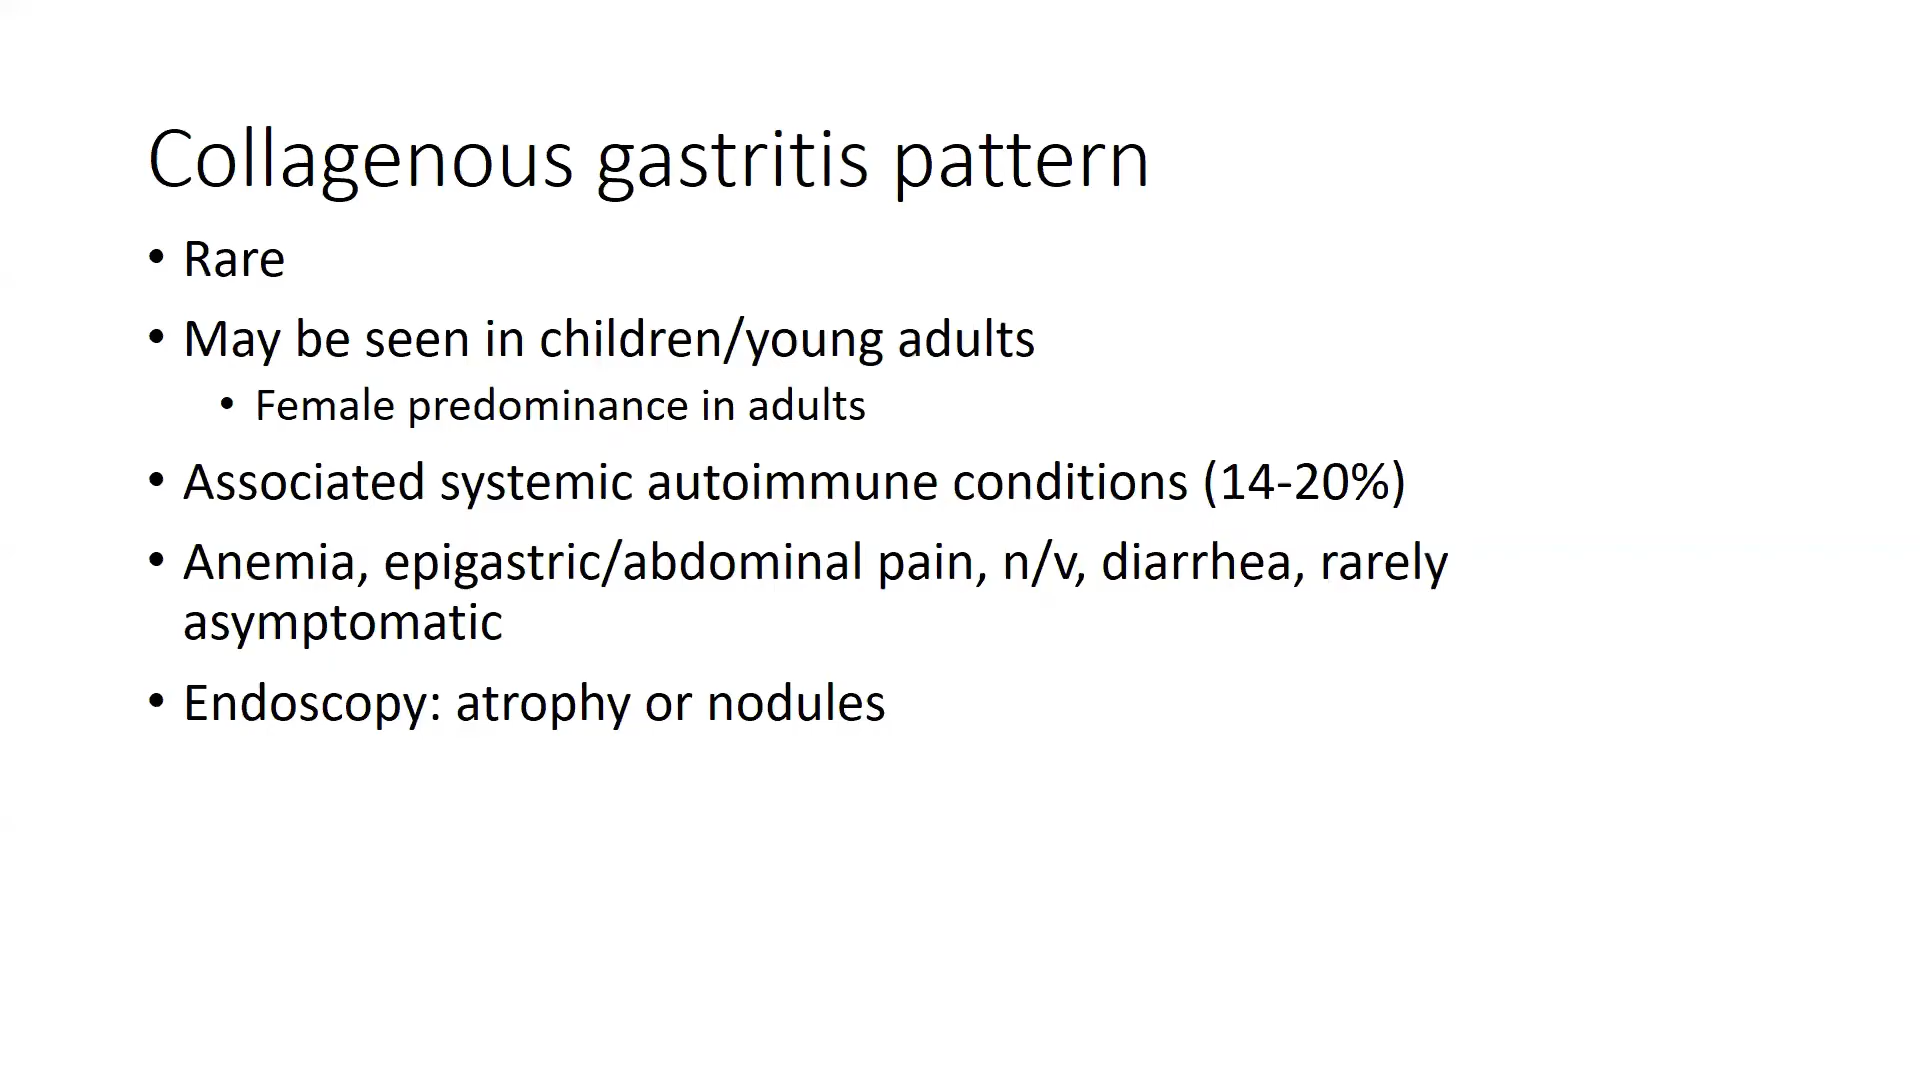 Collagenous gastritis pattern
• Rare
• May be seen in children/young adults
• Female predominance in adults
• Associated systemic autoimmune conditions (14-20%)
• Anemia, epigastric/abdominal pain, n/v, diarrhea, rarely
asymptomatic
• Endoscopy: atrophy or nodules